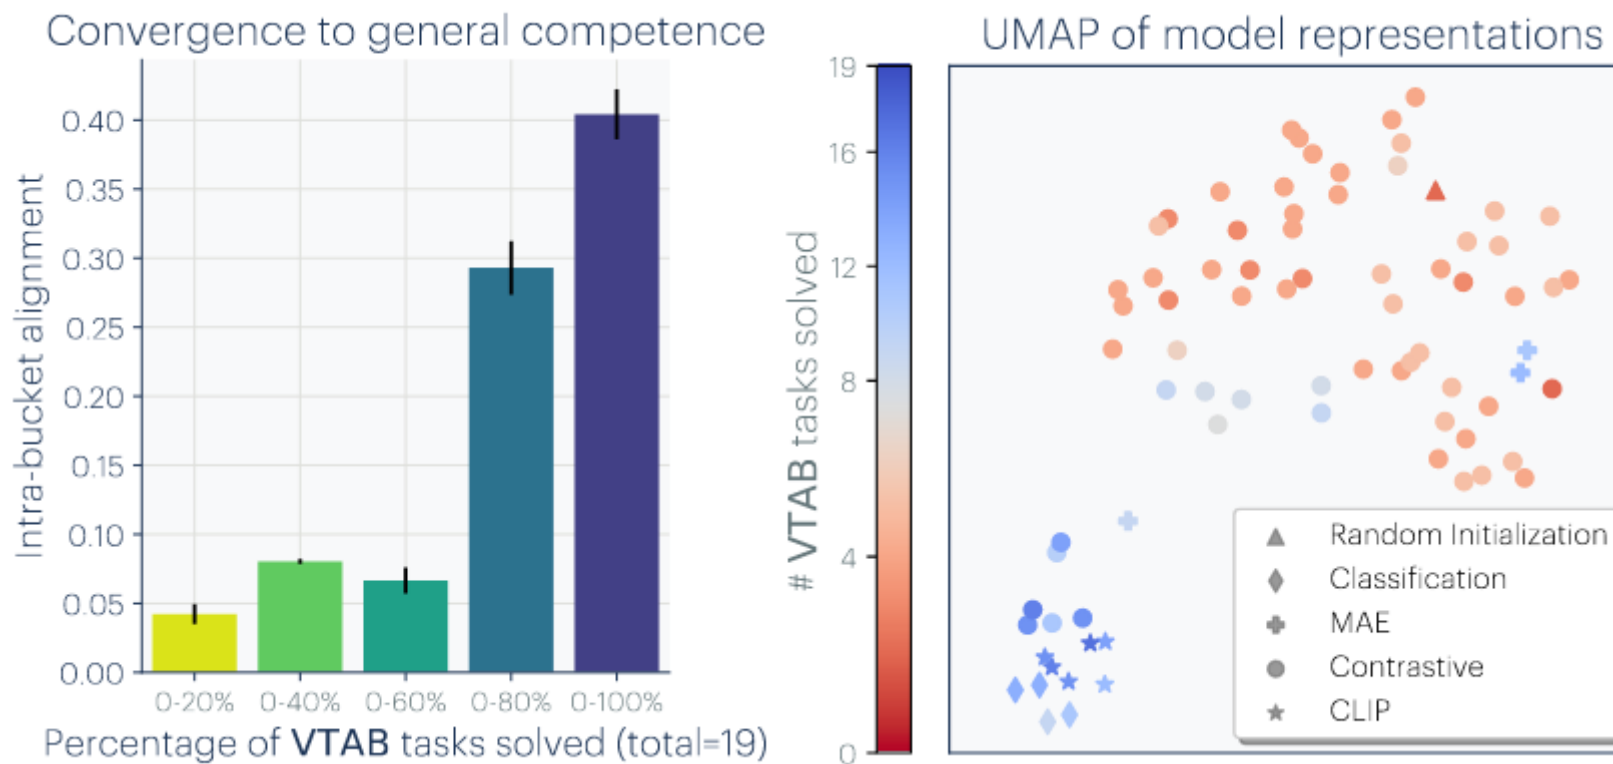 Convergence to general competence
Intra-bucket alignment
0.40
0.35
0.30
0.25
0.20
0.15
0.10
0.05
0.00
0-20% 0-40% 0-60% 0-80% 0-100%
Percentage of VTAB tasks solved (total=19)
# VTAB tasks solved
19
16
12
8
4
0
UMAP of model representations
Random Initialization
Classification
MAE
Contrastive
CLIP